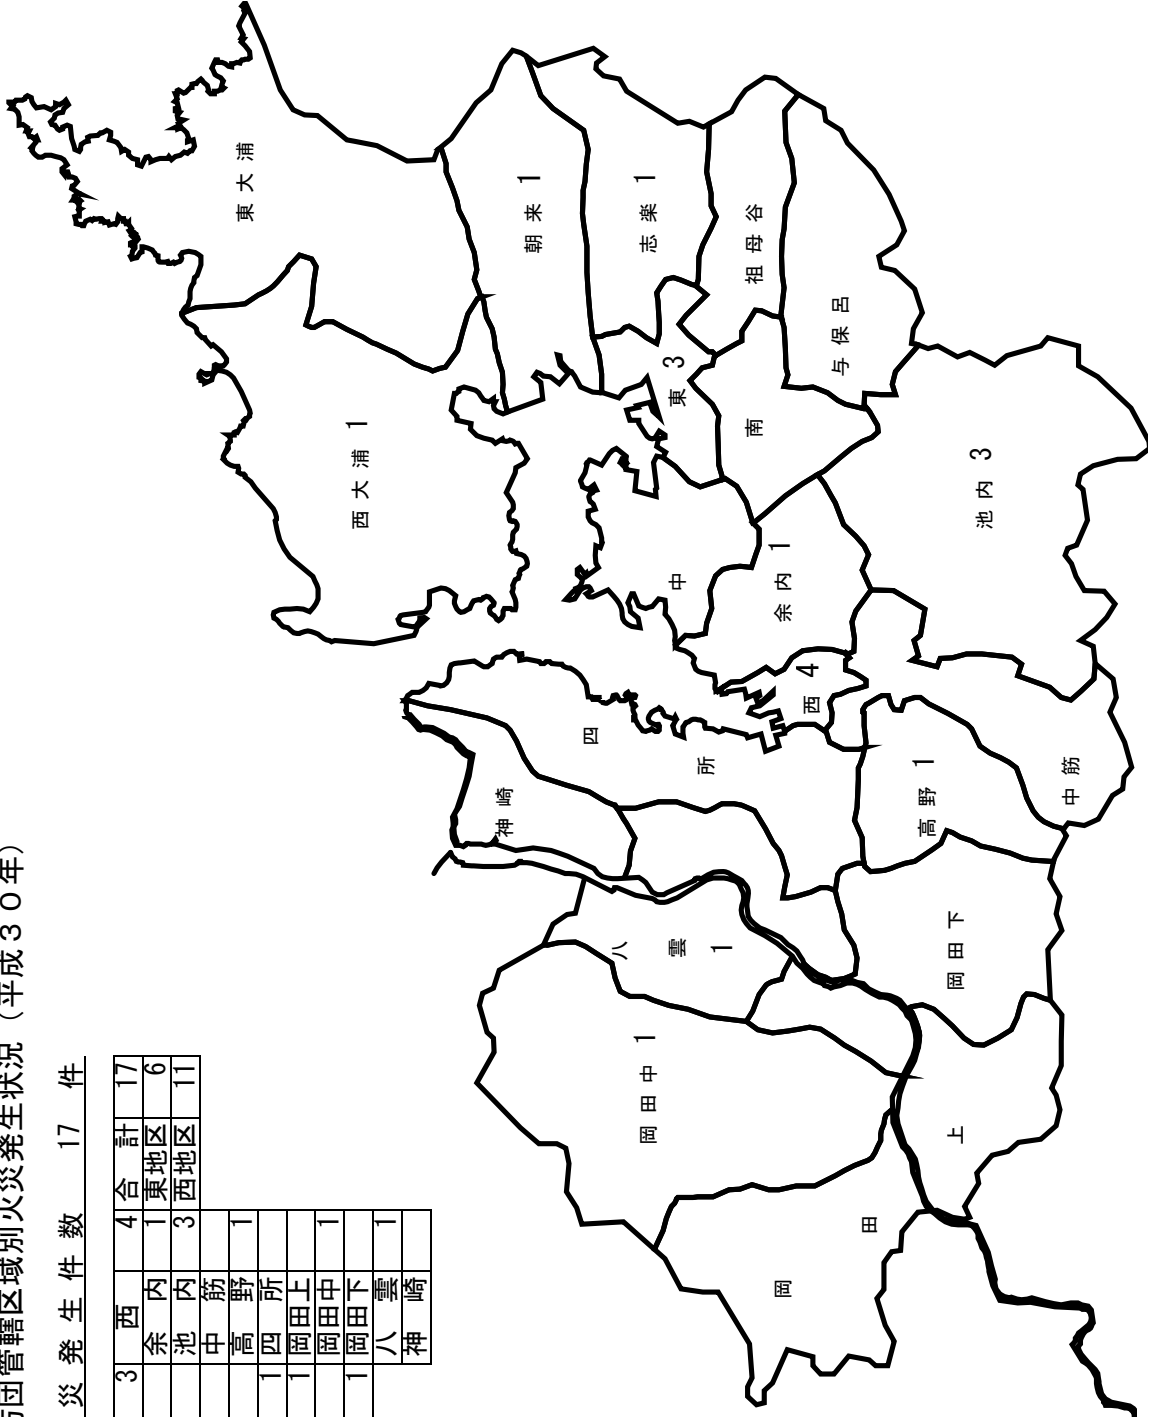 団管轄区域別火災発生状況（平成３０年）
災発生件数 17 件
3 西 4 合計 17
余内 1 東地区 6
池内 3 西地区 11
中筋
高野 1
1 四所
1 岡田上
岡田中 1
1 岡田下
八雲 1
神崎
東大浦
西大浦 1
朝来 1
志楽 1
祖母谷
与保呂
東 3
南
中
余内 1
池内 3
西 4
四所
神崎
高野 1
中筋
八雲 1
岡田下
岡田中 1
上
岡田